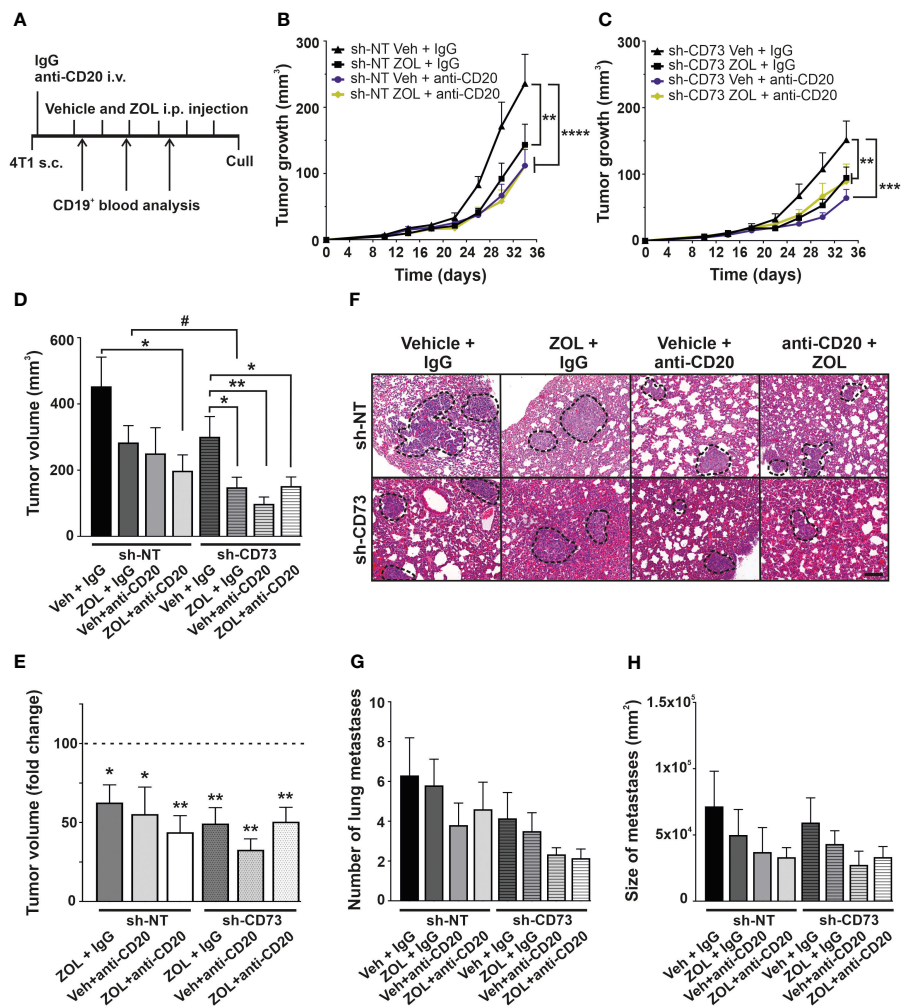 A
IgG
anti-CD20 i.v.
Vehicle and ZOL i.p. injection
4T1 s.c.
Cull
CD19+ blood analysis
B
sh-NT Veh + IgG
sh-NT ZOL + IgG
sh-NT Veh + anti-CD20
sh-NT ZOL + anti-CD20
Tumor growth (mm3)
300
200
100
0
0 4 8 12 16 20 24 28 32 36
Time (days)
**
****
C
sh-CD73 Veh + IgG
sh-CD73 ZOL + IgG
sh-CD73 Veh + anti-CD20
sh-CD73 ZOL + anti-CD20
Tumor growth (mm3)
300
200
100
0
0 4 8 12 16 20 24 28 32 36
Time (days)
**
***
D
Tumor volume (mm3)
600
400
200
0
#
*
*
**
*
sh-NT
sh-CD73
Veh + IgG
ZOL + IgG
Veh+anti-CD20
ZOL+anti-CD20
Veh + IgG
ZOL + IgG
Veh+anti-CD20
ZOL+anti-CD20
F
Vehicle +
IgG
ZOL +
IgG
Vehicle +
anti-CD20
anti-CD20 +
ZOL
sh-NT
sh-CD73
E
Tumor volume (fold change)
100
50
0
*
*
**
**
**
**
sh-NT
sh-CD73
ZOL + IgG
Veh+anti-CD20
ZOL+anti-CD20
ZOL + IgG
Veh+anti-CD20
ZOL+anti-CD20
G
Number of lung metastases
10
8
6
4
2
0
sh-NT
sh-CD73
Veh + IgG
ZOL + IgG
Veh+anti-CD20
ZOL+anti-CD20
Veh + IgG
ZOL + IgG
Veh+anti-CD20
ZOL+anti-CD20
H
Size of metastases (mm2)
1.5x10^5
1x10^5
5x10^4
0
sh-NT
sh-CD73
Veh + IgG
ZOL + IgG
Veh+anti-CD20
ZOL+anti-CD20
Veh + IgG
ZOL + IgG
Veh+anti-CD20
ZOL+anti-CD20